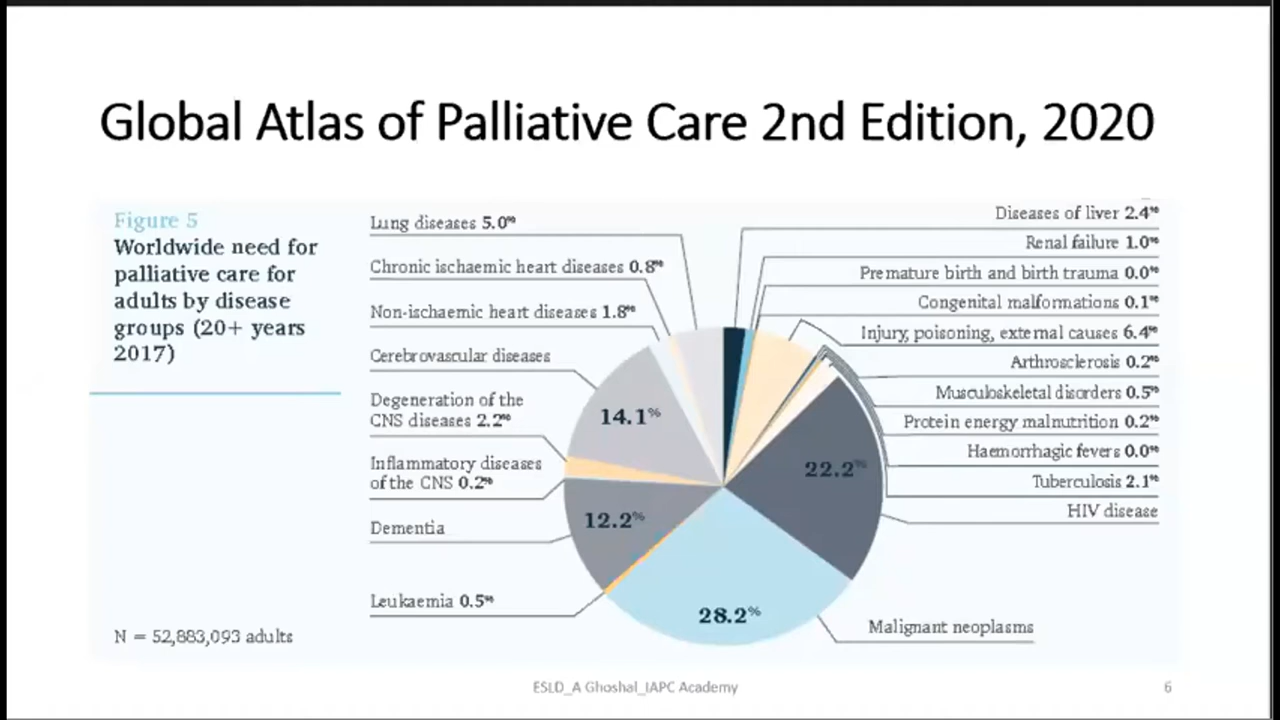 Global Atlas of Palliative Care 2nd Edition, 2020
Figure 5
Worldwide need for
palliative care for
adults by disease
groups (20+ years
2017)
N = 52,883,093 adults
Lung diseases 5.0%
Chronic ischaemic heart diseases 0.8%
Non-ischaemic heart diseases 1.8%
Cerebrovascular diseases
Degeneration of the
CNS diseases 2.2%
Inflammatory diseases
of the CNS 0.2%
Dementia
Leukaemia 0.5%
14.1%
12.2%
28.2%
22.2%
Diseases of liver 2.4%
Renal failure 1.0%
Premature birth and birth trauma 0.0%
Congenital malformations 0.1%
Injury, poisoning, external causes 6.4%
Arthrosclerosis 0.2%
Musculoskeletal disorders 0.5%
Protein energy malnutrition 0.2%
Haemorrhagic fevers 0.0%
Tuberculosis 2.1%
HIV disease
Malignant neoplasms
ESLD_A Ghoshal_IAPC Academy
6